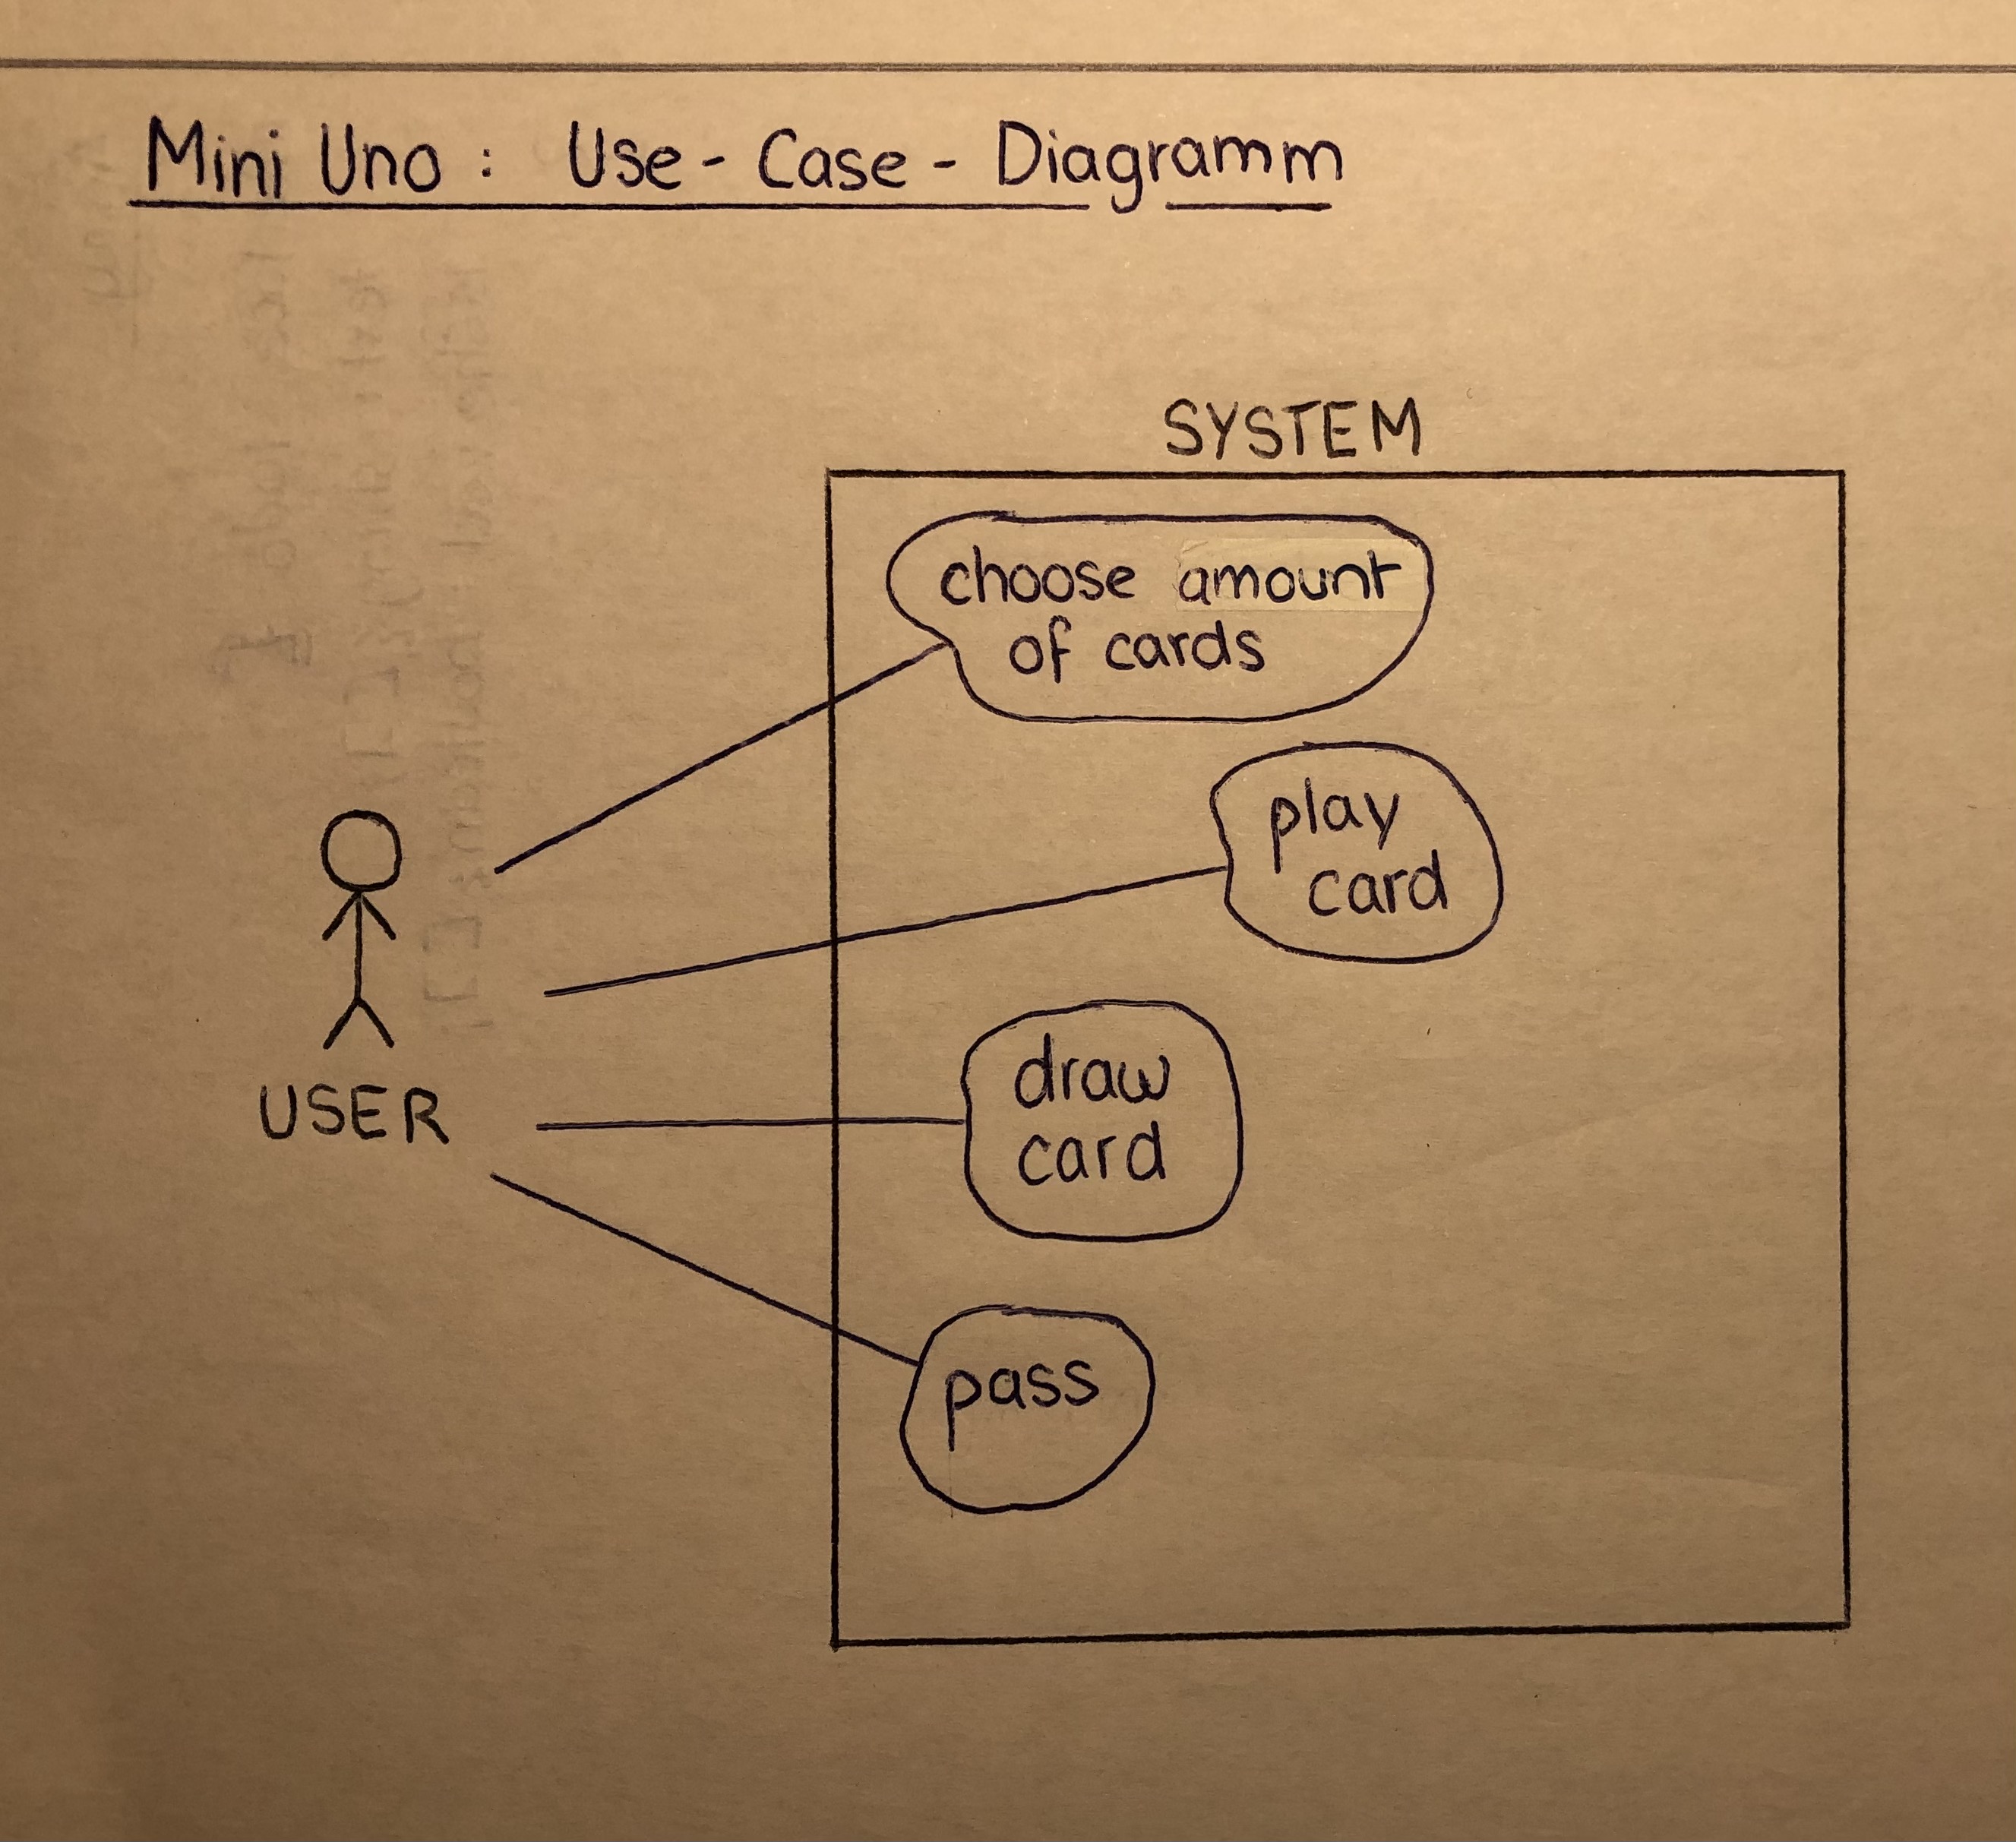 Mini Uno : Use - Case - Diagramm
SYSTEM
choose amount
of cards
play
card
USER
draw
card
pass